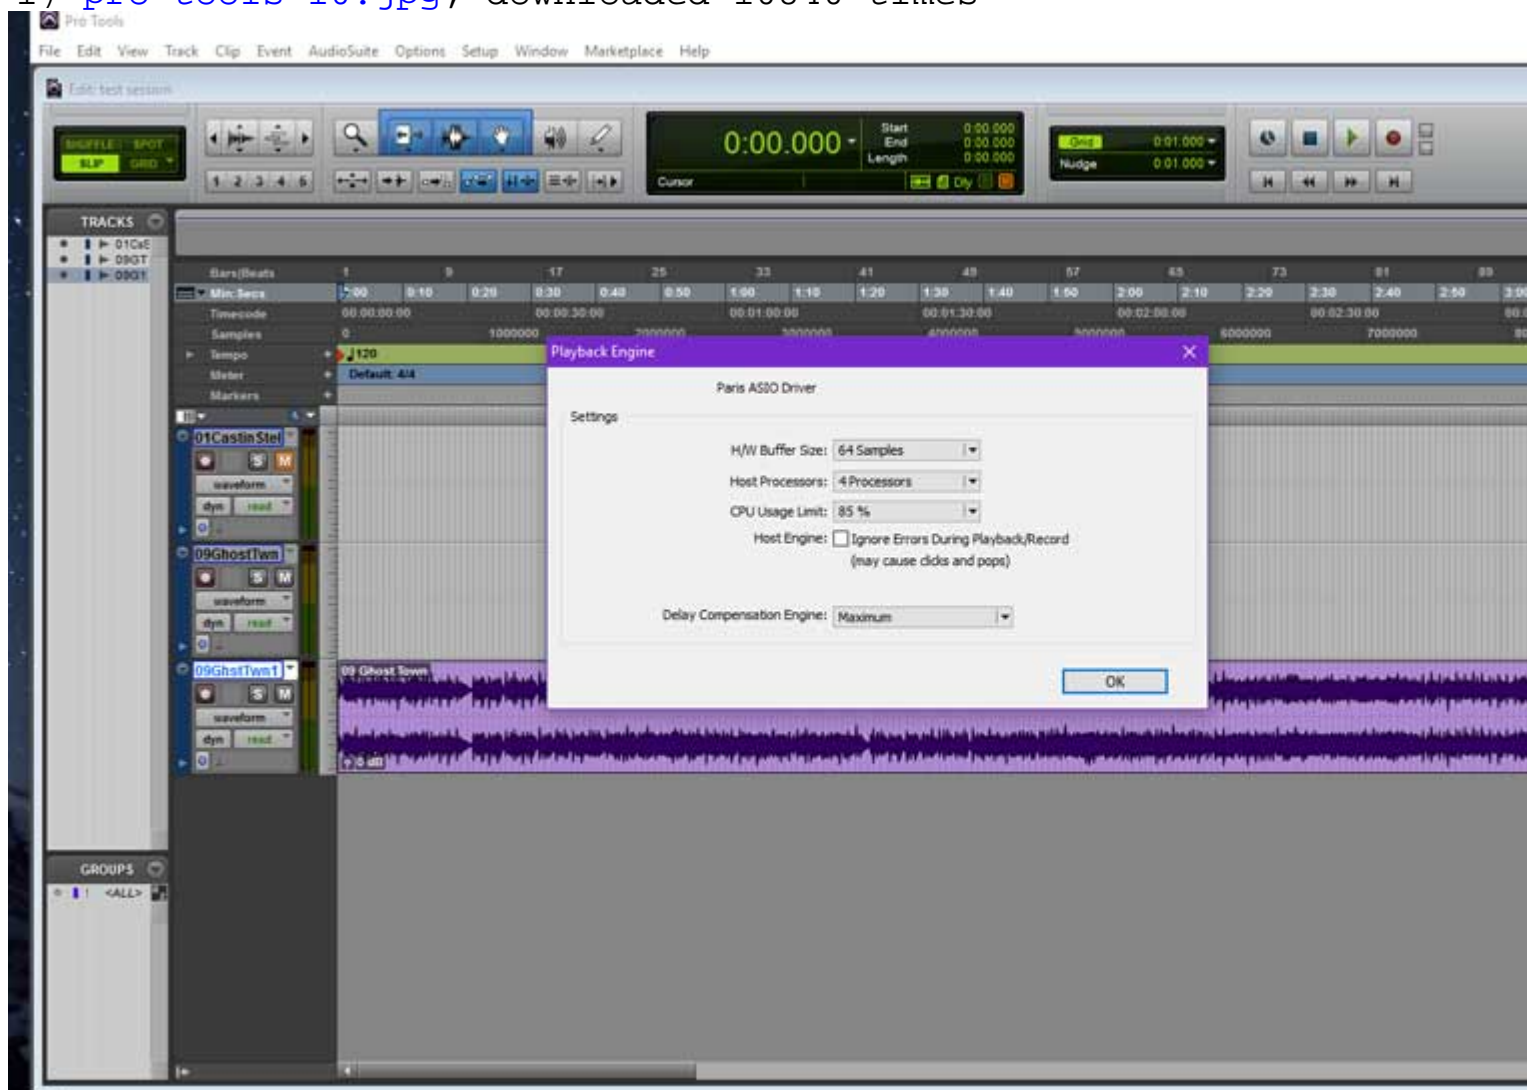 Pro Tools
File Edit View Track Clip Event AudioSuite Options Setup Window Marketplace Help
Edit: test session
SHUFFLE SPOT
SLIP GRID
1 2 3 4 5
0:00.000
Start 0:00.000
End 0:00.000
Length 0:00.000
Cursor
Dly
Grid 0:01.000
Nudge 0:01.000
TRACKS
01CaS
09GT
09GT
Bars|Beats 1 9 17 25 33 41 49 57 65 73 81 89
Min:Secs 0:00 0:10 0:20 0:30 0:40 0:50 1:00 1:10 1:20 1:30 1:40 1:50 2:00 2:10 2:20 2:30 2:40 2:50
Timecode 00:00:00:00 00:00:30:00 00:01:00:00 00:01:30:00 00:02:00:00 00:02:30:00
Samples 0 1000000 2000000 3000000 4000000 5000000 6000000 7000000
Tempo 120
Meter Default: 4/4
Markers
Playback Engine
Paris ASIO Driver
Settings
H/W Buffer Size: 64 Samples
Host Processors: 4 Processors
CPU Usage Limit: 85 %
Host Engine: Ignore Errors During Playback/Record
(may cause clicks and pops)
Delay Compensation Engine: Maximum
OK
01CastinStel
S M
waveform
dyn read
09GhostTwn
S M
waveform
dyn read
09GhstTwn1
S M
waveform
dyn read
09 Ghost Town
0 dB
GROUPS
! <ALL>